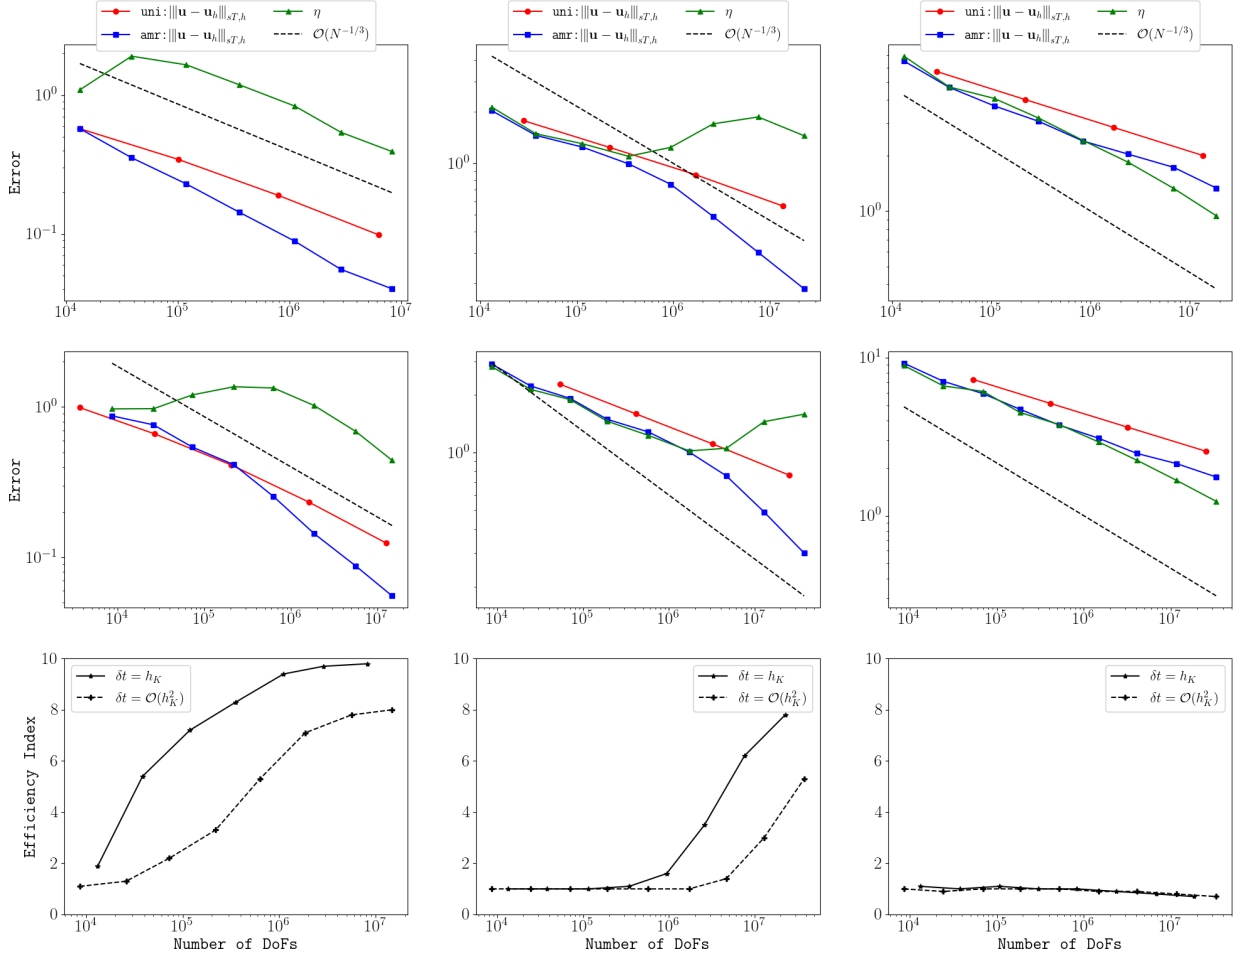 uni:|||𝐮 − 𝐮ₕ|||_{sT,h} η
amr:|||𝐮 − 𝐮ₕ|||_{sT,h} 𝒪(N^{−1/3})
uni:|||𝐮 − 𝐮ₕ|||_{sT,h} η
amr:|||𝐮 − 𝐮ₕ|||_{sT,h} 𝒪(N^{−1/3})
uni:|||𝐮 − 𝐮ₕ|||_{sT,h} η
amr:|||𝐮 − 𝐮ₕ|||_{sT,h} 𝒪(N^{−1/3})
Error
10^0
10^{−1}
10^4 10^5 10^6 10^7
10^0
10^4 10^5 10^6 10^7
10^0
10^4 10^5 10^6 10^7
Error
10^0
10^{−1}
10^4 10^5 10^6 10^7
10^0
10^4 10^5 10^6 10^7
10^1
10^0
10^4 10^5 10^6 10^7
Efficiency Index
10
8
6
4
2
0
δt = h_K
δt = 𝒪(h_K^2)
10^4 10^5 10^6 10^7
Number of DoFs
10
8
6
4
2
0
δt = h_K
δt = 𝒪(h_K^2)
10^4 10^5 10^6 10^7
Number of DoFs
10
8
6
4
2
0
δt = h_K
δt = 𝒪(h_K^2)
10^4 10^5 10^6 10^7
Number of DoFs